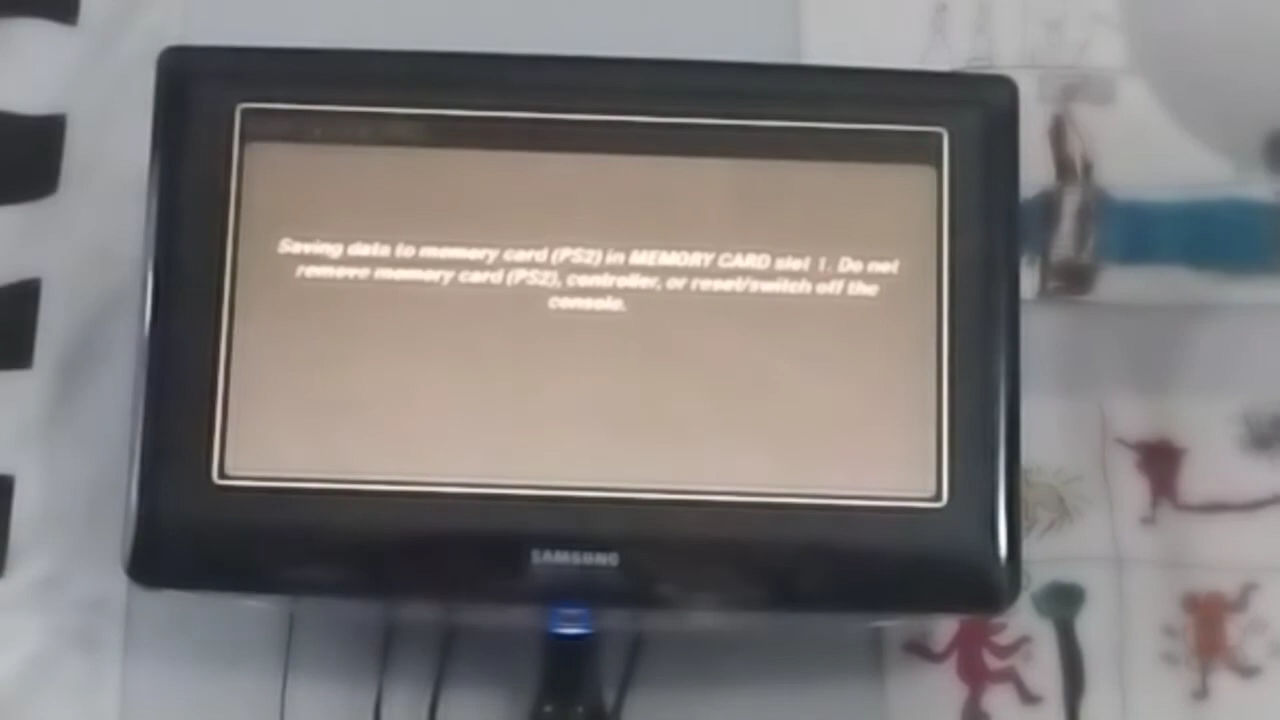 Saving data to memory card (PS2) in MEMORY CARD slot 1. Do not
remove memory card (PS2), controller, or reset/switch off the
console.
SAMSUNG